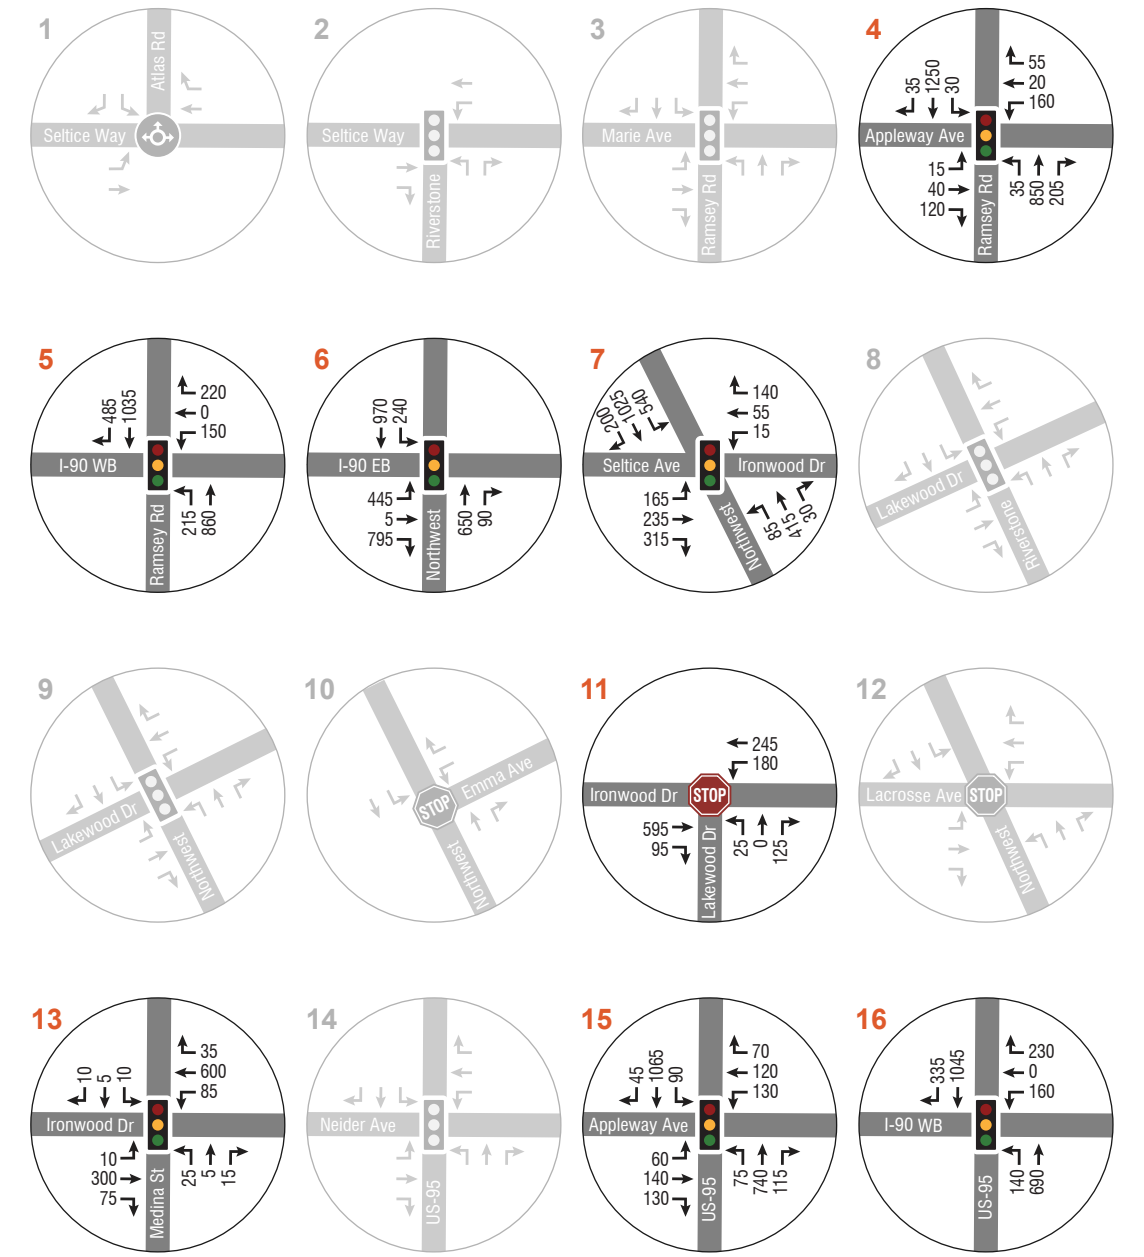 1
Atlas Rd
Seltice Way
2
Seltice Way
Riverstone
3
Marie Ave
Ramsey Rd
4
35
1250
30
55
20
160
Appleway Ave
15
40
120
35
850
205
Ramsey Rd
5
485
1035
220
0
150
I-90 WB
215
860
Ramsey Rd
6
970
240
I-90 EB
445
5
795
650
90
Northwest
7
200
1025
540
140
55
15
Seltice Ave
Ironwood Dr
165
235
315
85
415
30
Northwest
8
Lakewood Dr
Riverstone
9
Lakewood Dr
Northwest
10
STOP
Emma Ave
Northwest
11
245
180
Ironwood Dr
STOP
595
95
25
0
125
Lakewood Dr
12
Lacrosse Ave
STOP
Northwest
13
10
5
10
35
600
85
Ironwood Dr
10
300
75
25
5
15
Medina St
14
Neider Ave
US-95
15
45
1065
90
70
120
130
Appleway Ave
60
140
130
75
740
115
US-95
16
335
1045
230
0
160
I-90 WB
140
690
US-95